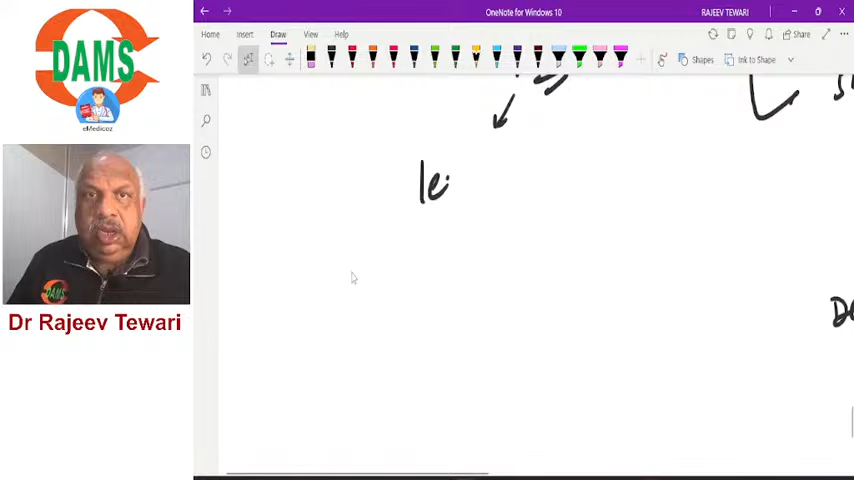 DAMS
eMedicoz
Dr Rajeev Tewari
OneNote for Windows 10
RAJEEV TEWARI
Home Insert Draw View Help
Share
Shapes Ink to Shape
le